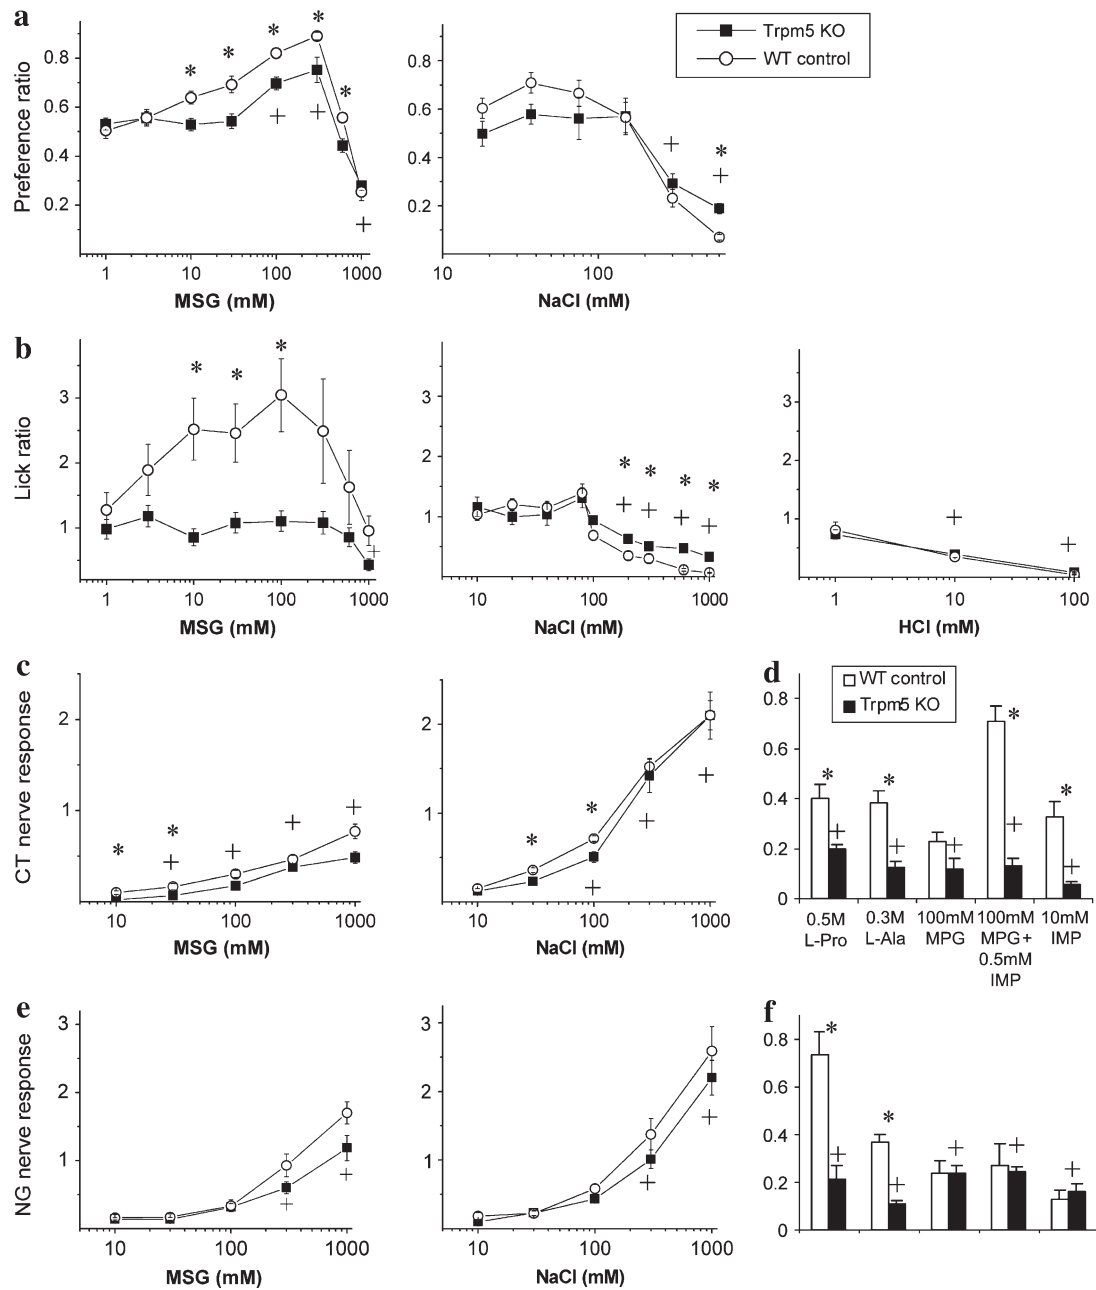 a
Preference ratio
0.8
0.6
0.4
0.2
1 10 100 1000
MSG (mM)
* * * * * + + +
0.8
0.6
0.4
0.2
10 100
NaCl (mM)
+ * +
Trpm5 KO
WT control
b
Lick ratio
3
2
1
1 10 100 1000
MSG (mM)
* * * +
3
2
1
10 100 1000
NaCl (mM)
* * * *
+ + + +
3
2
1
1 10 100
HCl (mM)
+ +
c
CT nerve response
2
1
10 100 1000
MSG (mM)
* * + + + +
2
1
10 100 1000
NaCl (mM)
* * + + +
d
WT control
Trpm5 KO
0.8
0.6
0.4
0.2
0
* + * + + * + * +
0.5M L-Pro
0.3M L-Ala
100mM MPG
100mM MPG+ 0.5mM IMP
10mM IMP
e
NG nerve response
3
2
1
10 100 1000
MSG (mM)
+ +
3
2
1
10 100 1000
NaCl (mM)
+ +
f
0.8
0.6
0.4
0.2
0
* + * + + + +